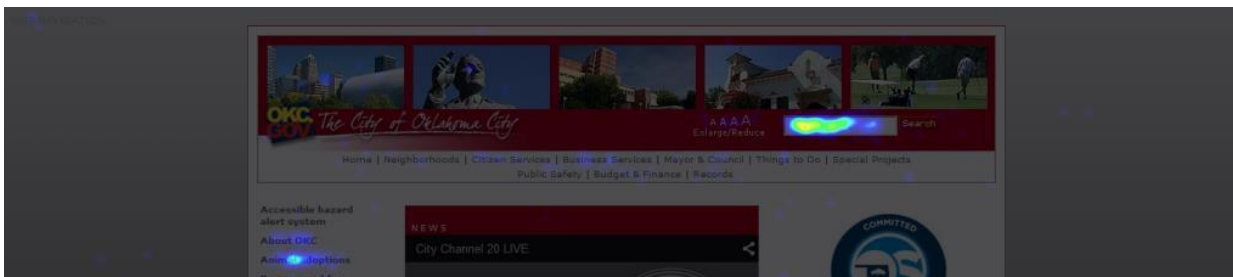 OKC.
GOV
The City of Oklahoma City
A A A A
Enlarge/Reduce
Search
Home | Neighborhoods | Citizen Services | Business Services | Mayor & Council | Things to Do | Special Projects
Public Safety | Budget & Finance | Records
Accessible hazard
alert system
About OKC
Animal adoptions
NEWS
City Channel 20 LIVE
COMMITTED